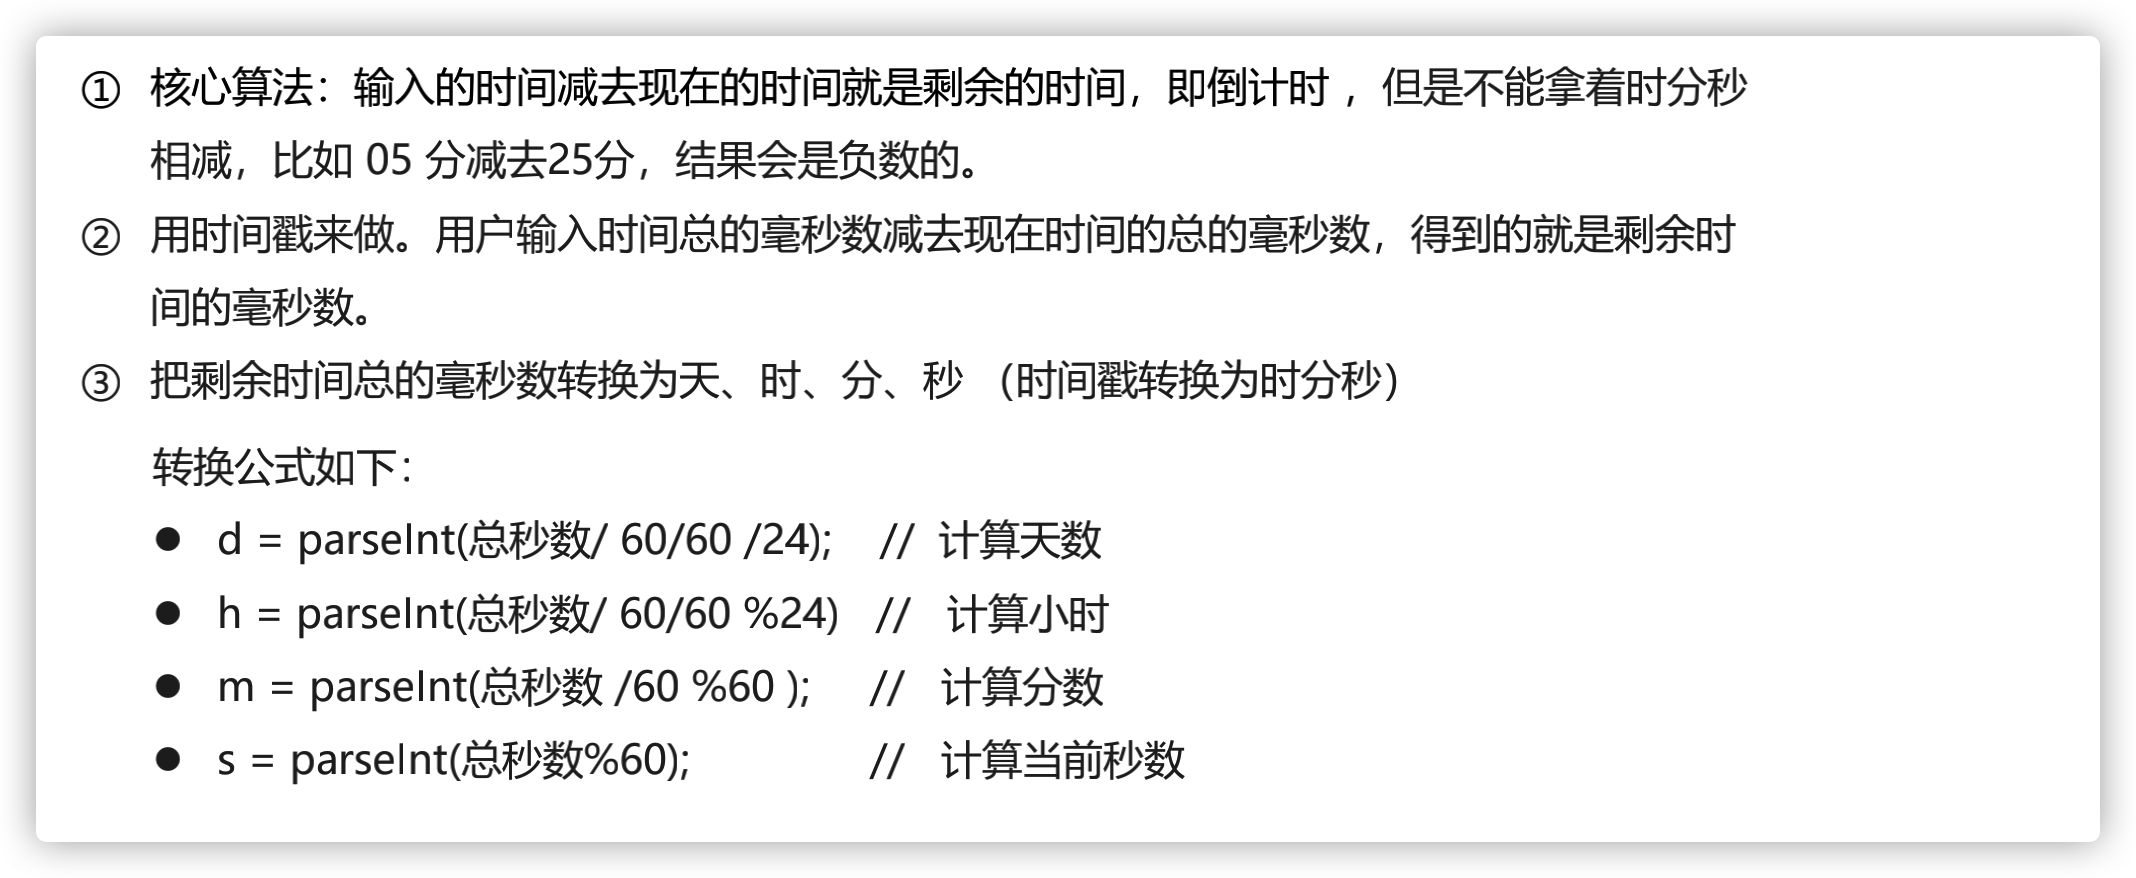 ① 核心算法：输入的时间减去现在的时间就是剩余的时间，即倒计时 ，但是不能拿着时分秒
相减，比如 05 分减去25分，结果会是负数的。
② 用时间戳来做。用户输入时间总的毫秒数减去现在时间的总的毫秒数，得到的就是剩余时
间的毫秒数。
③ 把剩余时间总的毫秒数转换为天、时、分、秒 （时间戳转换为时分秒）
转换公式如下：
● d = parseInt(总秒数/ 60/60 /24); // 计算天数
● h = parseInt(总秒数/ 60/60 %24) // 计算小时
● m = parseInt(总秒数 /60 %60 ); // 计算分数
● s = parseInt(总秒数%60); // 计算当前秒数